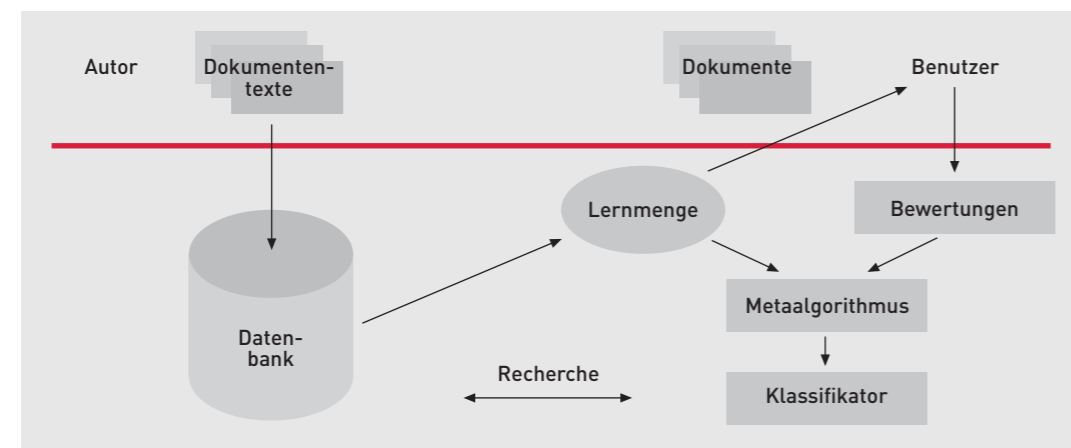 Autor
Dokumenten-
texte
Dokumente
Benutzer
Lernmenge
Bewertungen
Metaalgorithmus
Daten-
bank
Recherche
Klassifikator